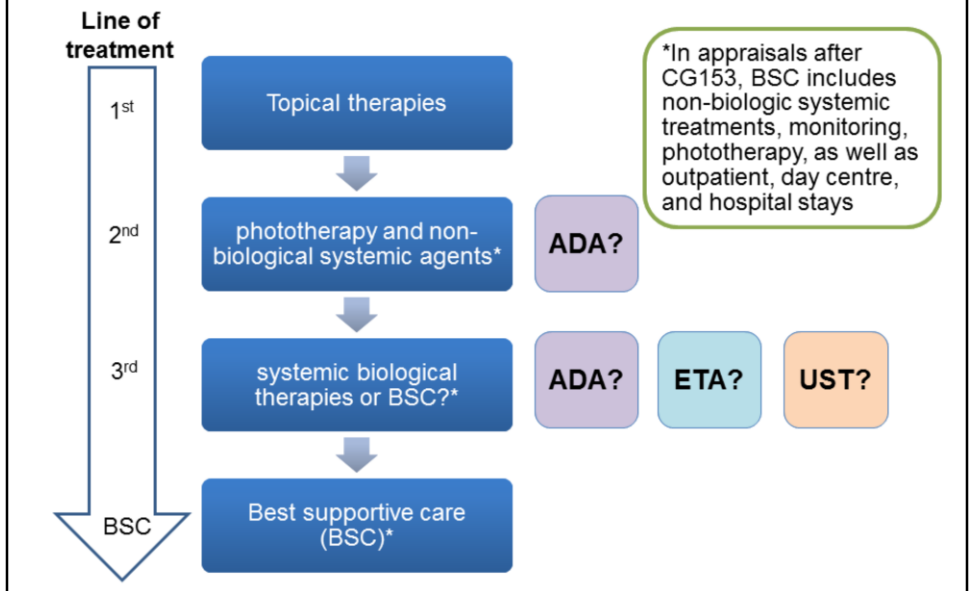 Line of
treatment
1st
Topical therapies
*In appraisals after
CG153, BSC includes
non-biologic systemic
treatments, monitoring,
phototherapy, as well as
outpatient, day centre,
and hospital stays
2nd
phototherapy and non-
biological systemic agents*
ADA?
3rd
systemic biological
therapies or BSC?*
ADA?
ETA?
UST?
BSC
Best supportive care
(BSC)*